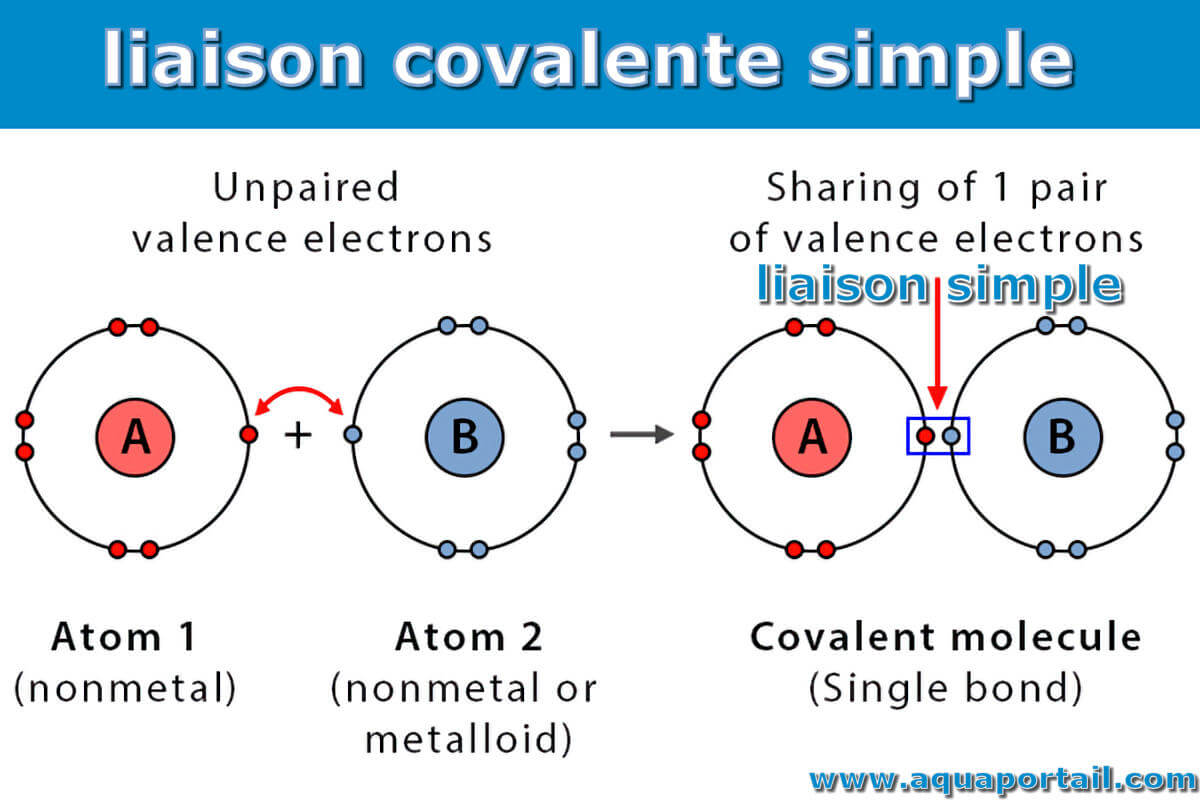 liaison covalente simple
Unpaired
valence electrons
Sharing of 1 pair
of valence electrons
liaison simple
A
+
B
A
B
Atom 1
(nonmetal)
Atom 2
(nonmetal or
metalloid)
Covalent molecule
(Single bond)
www.aquaportail.com